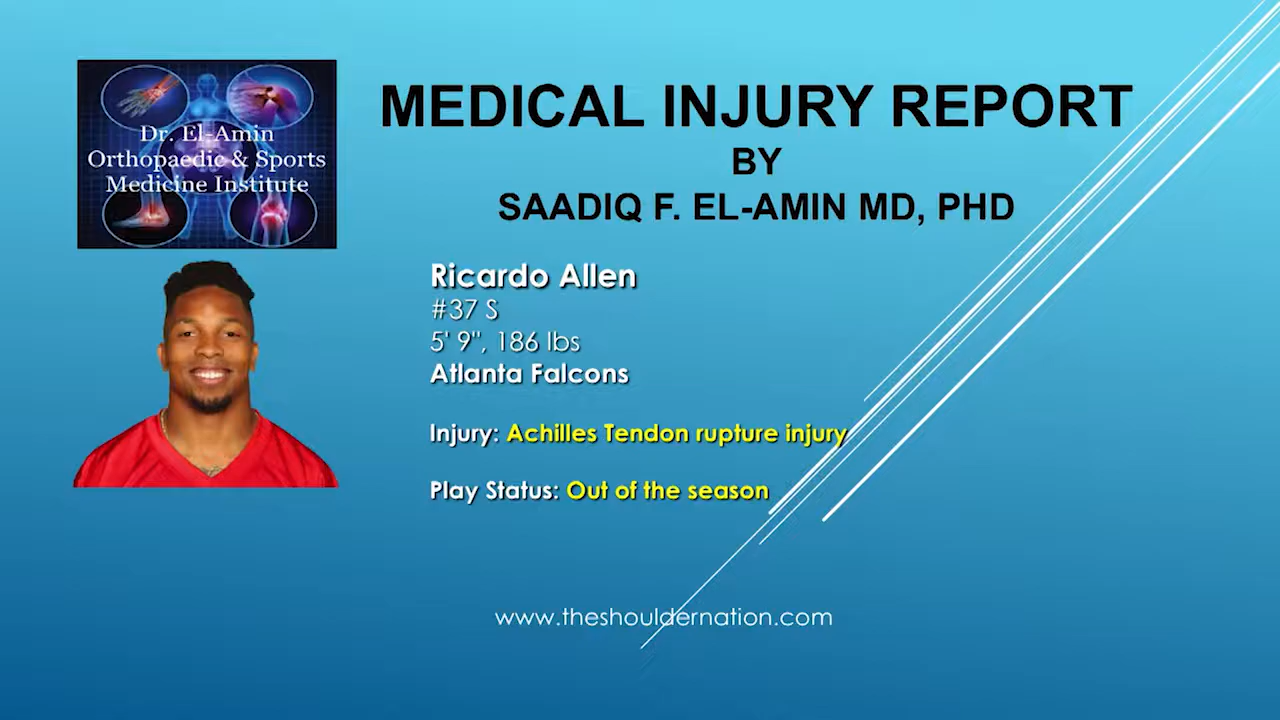 MEDICAL INJURY REPORT
BY
SAADIQ F. EL-AMIN MD, PHD
Dr. El-Amin
Orthopaedic & Sports
Medicine Institute
Ricardo Allen
#37 S
5' 9", 186 lbs
Atlanta Falcons
Injury: Achilles Tendon rupture injury
Play Status: Out of the season
www.theshouldernation.com